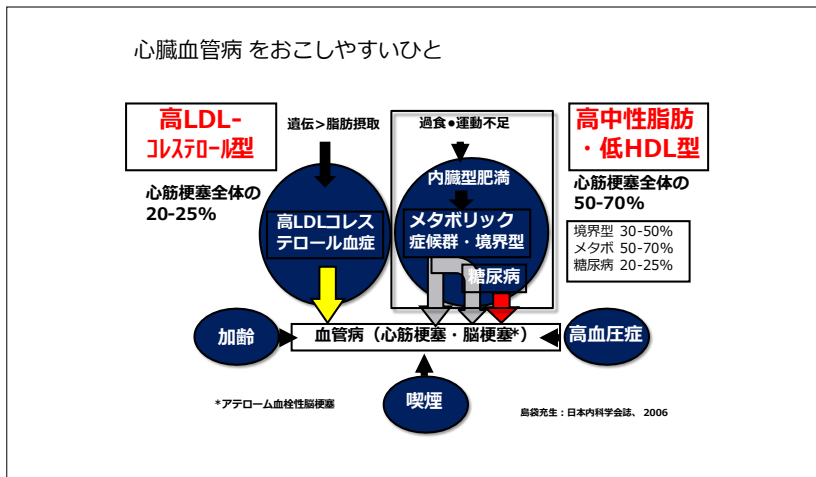 心臓血管病 をおこしやすいひと
高LDL-
ｺﾚｽﾃﾛｰﾙ型
心筋梗塞全体の
20-25%
遺伝>脂肪摂取
高LDLコレス
テロール血症
過食●運動不足
内臓型肥満
メタボリック
症候群・境界型
糖尿病
高中性脂肪
・低HDL型
心筋梗塞全体の
50-70%
境界型 30-50%
メタボ 50-70%
糖尿病 20-25%
加齢
血管病（心筋梗塞・脳梗塞*）
高血圧症
喫煙
*アテローム血栓性脳梗塞
島袋充生：日本内科学会誌、2006